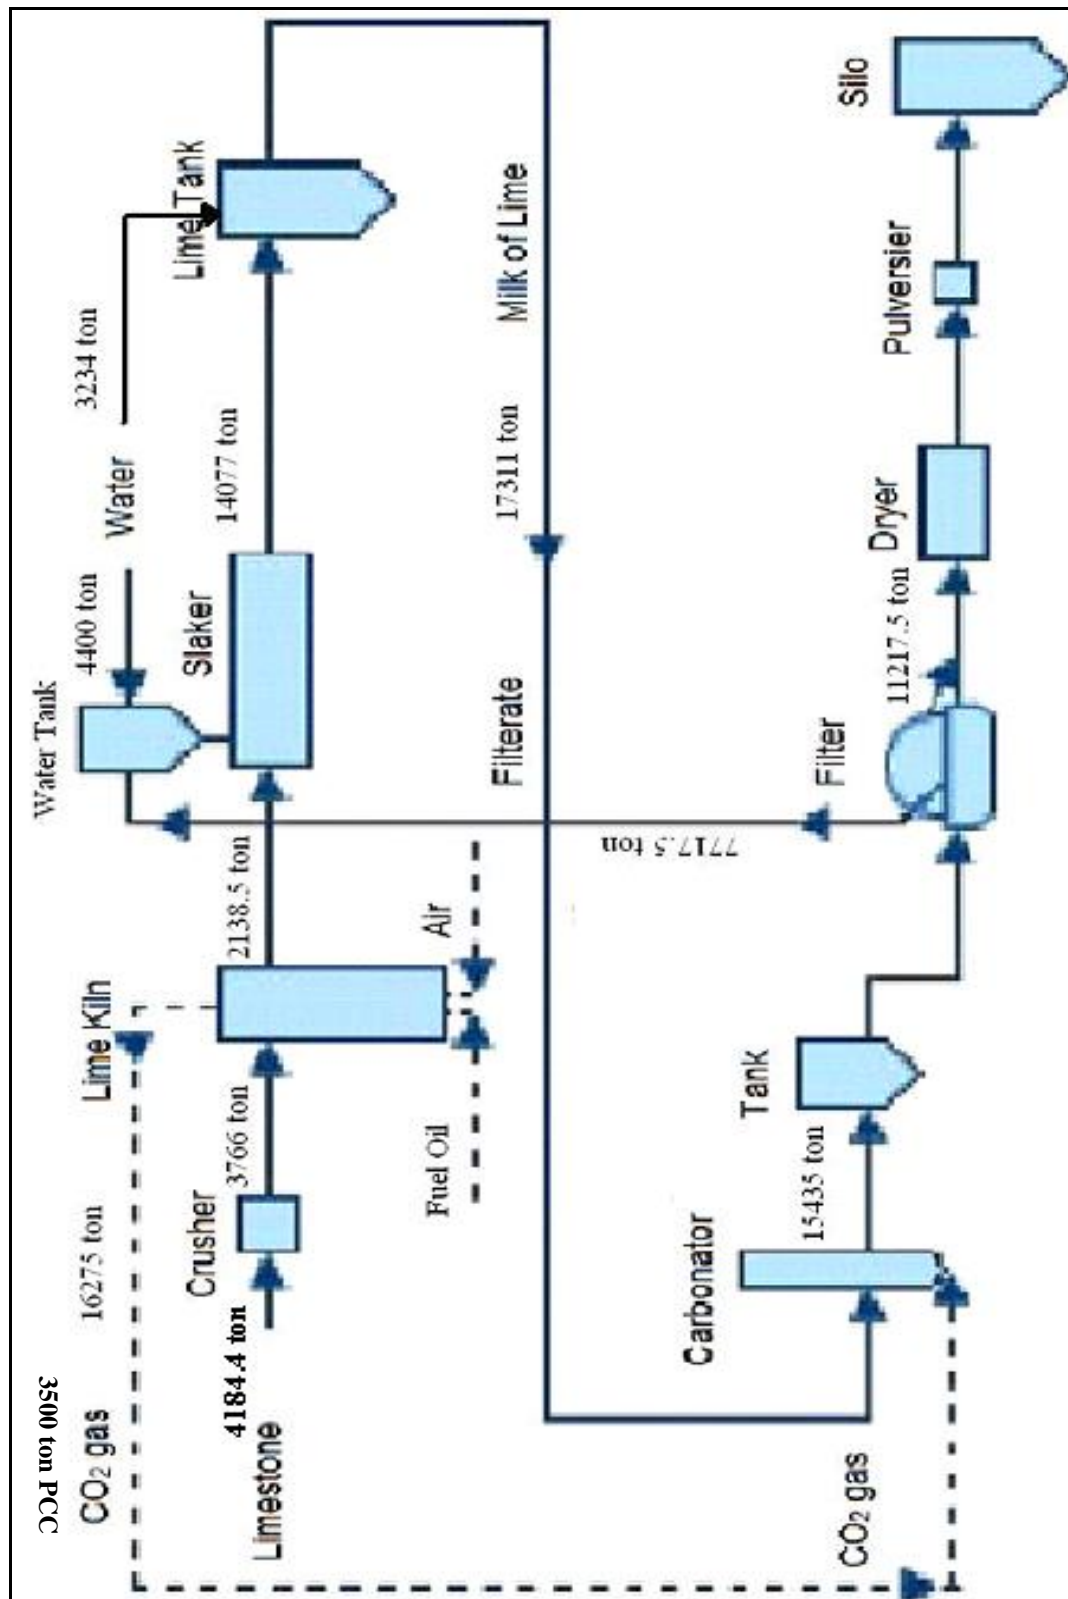 3500 ton PCC
CO2 gas
16275 ton
Lime Kiln
Water Tank
4400 ton
Water
3234 ton
Limestone
4184.4 ton
Crusher
3766 ton
2138.5 ton
Slaker
14077 ton
Lime Tank
Fuel Oil
Air
Filterate
17311 ton
Milk of Lime
7717.5 ton
CO2 gas
Carbonator
15435 ton
Tank
Filter
11217.5 ton
Dryer
Pulversier
Silo